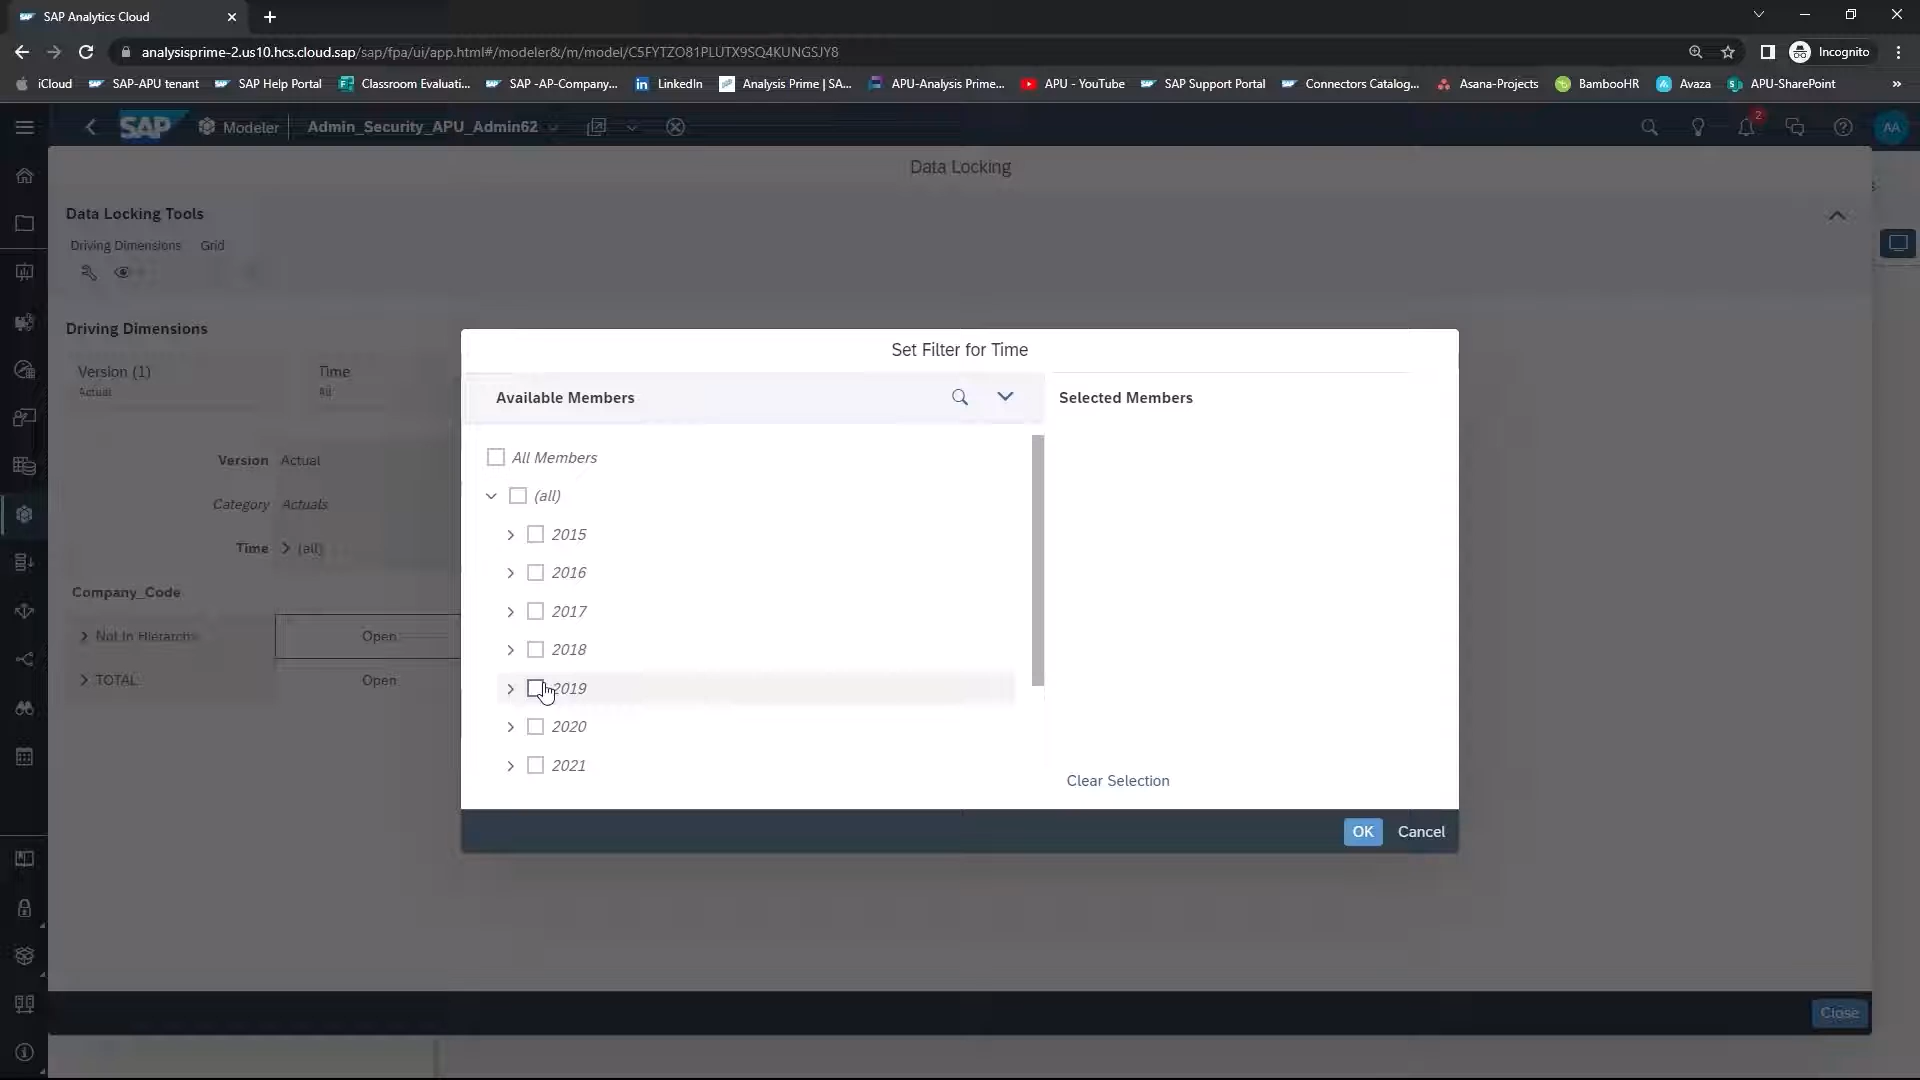 SAP Analytics Cloud
analysisprime-2.us10.hcs.cloud.sap/sap/fpa/ui/app.html#/modeler&/m/model/C5FYTZO81PLUTX9SQ4KUNGSJY8
Incognito
iCloud SAP-APU tenant SAP Help Portal Classroom Evaluati... SAP -AP-Company... LinkedIn Analysis Prime | SA... APU-Analysis Prime... APU - YouTube SAP Support Portal Connectors Catalog... Asana-Projects BambooHR Avaza APU-SharePoint
SAP Modeler Admin_Security_APU_Admin62 2 AA
Data Locking
Data Locking Tools
Driving Dimensions Grid
Driving Dimensions
Version (1)
Actual
Time
All
Version Actual
Category Actuals
Time (all)
Company_Code
Not In Hierarchy Open
TOTAL Open
Set Filter for Time
Available Members
Selected Members
All Members
(all)
2015
2016
2017
2018
2019
2020
2021
Clear Selection
OK Cancel
Close